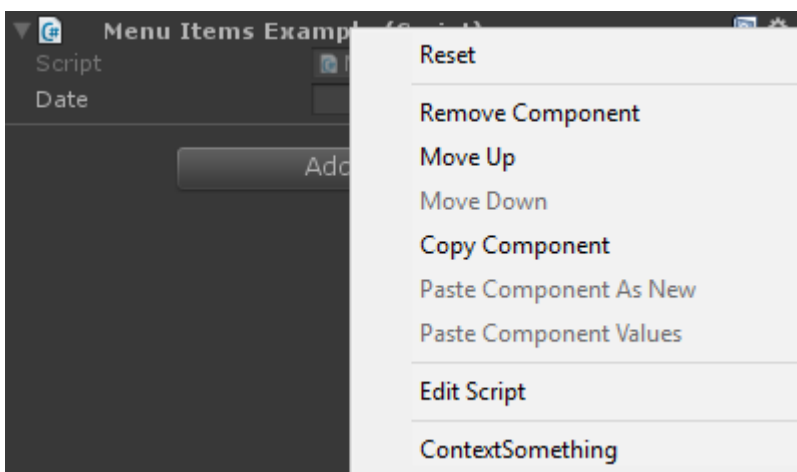 Menu Items Examp
Script
Date
Add
Reset
Remove Component
Move Up
Move Down
Copy Component
Paste Component As New
Paste Component Values
Edit Script
ContextSomething